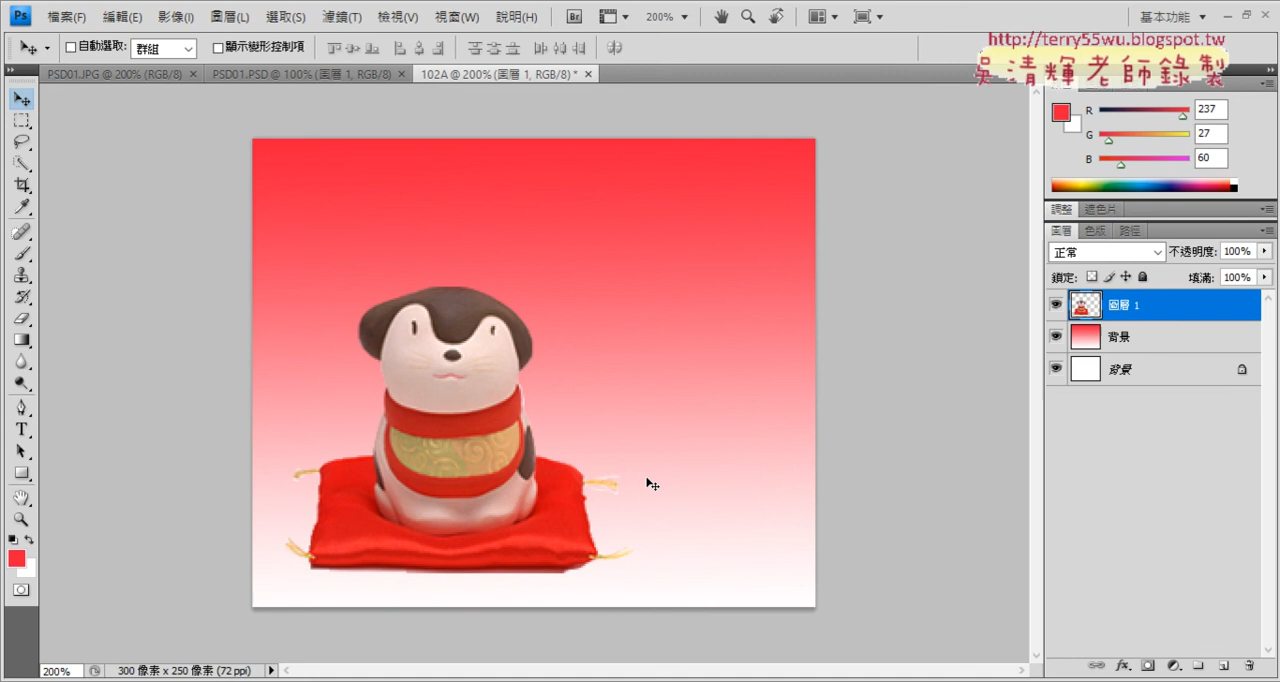 檔案(F) 編輯(E) 影像(I) 圖層(L) 選取(S) 濾鏡(T) 檢視(V) 視窗(W) 說明(H) Br 200% 基本功能
http://terry55wu.blogspot.tw
吳清輝老師錄製
自動選取: 群組 顯示變形控制項
PSD01.JPG @ 200% (RGB/8) × PSD01.PSD @ 100% (圖層 1, RGB/8) × 102A @ 200% (圖層 1, RGB/8) * ×
R 237
G 27
B 60
調整 遮色片
圖層 色版 路徑
正常 不透明度: 100%
鎖定: 填滿: 100%
圖層 1
背景
背景
200% 300 像素 x 250 像素 (72 ppi)